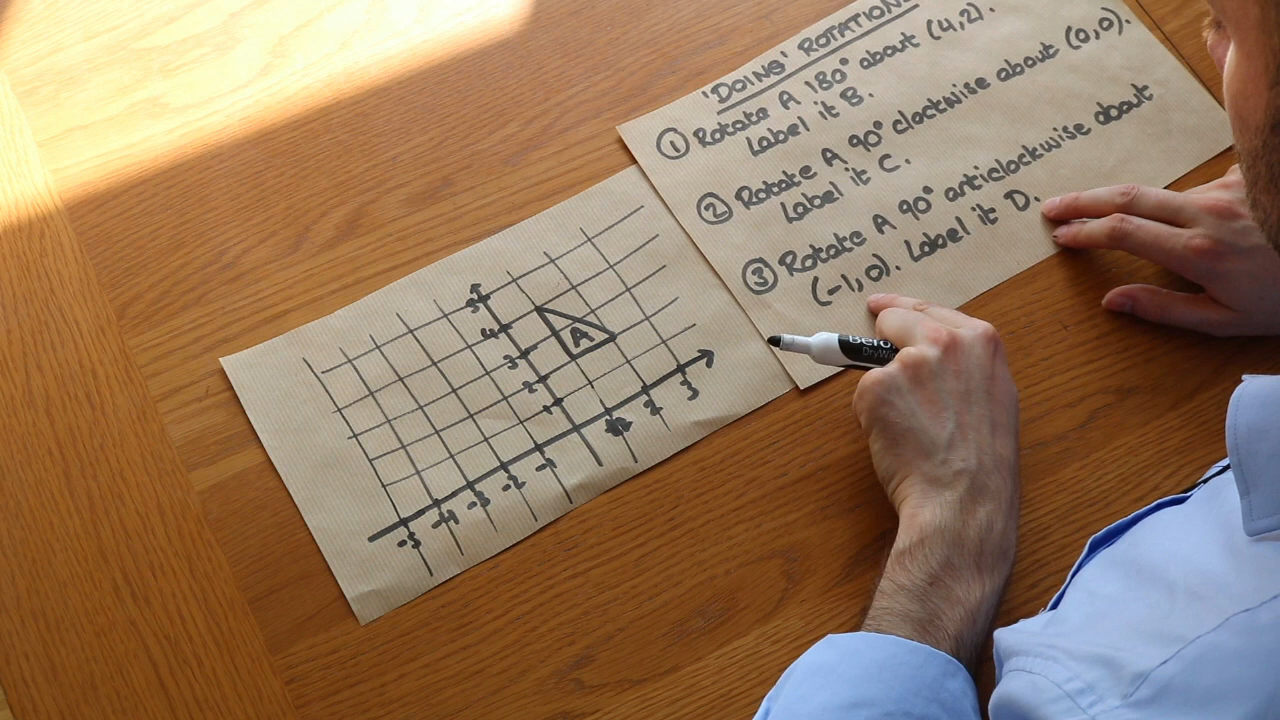 'DOING' ROTATIONS
① Rotate A 180° about (4,2).
Label it B.
② Rotate A 90° clockwise about (0,0).
Label it C.
③ Rotate A 90° anticlockwise about
(-1,0). Label it D.
5
4
3
2
1
A
-5
-4
-3
-2
-1
2
3
Berol
DryWi